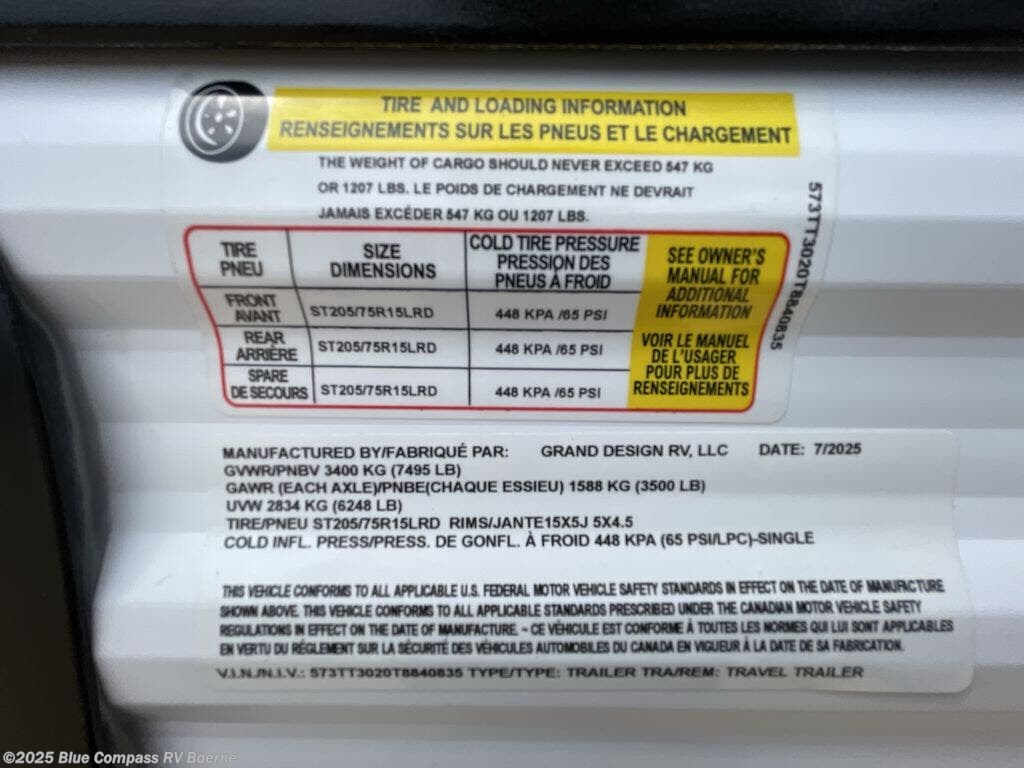 TIRE AND LOADING INFORMATION
RENSEIGNEMENTS SUR LES PNEUS ET LE CHARGEMENT
THE WEIGHT OF CARGO SHOULD NEVER EXCEED 547 KG
OR 1207 LBS. LE POIDS DE CHARGEMENT NE DEVRAIT
JAMAIS EXCÉDER 547 KG OU 1207 LBS.
573TT3020T8840835
TIRE
PNEU
SIZE
DIMENSIONS
COLD TIRE PRESSURE
PRESSION DES
PNEUS À FROID
SEE OWNER'S
MANUAL FOR
ADDITIONAL
INFORMATION
VOIR LE MANUEL
DE L'USAGER
POUR PLUS DE
RENSEIGNEMENTS
FRONT
AVANT
ST205/75R15LRD
448 KPA /65 PSI
REAR
ARRIÈRE
ST205/75R15LRD
448 KPA /65 PSI
SPARE
DE SECOURS
ST205/75R15LRD
448 KPA /65 PSI
MANUFACTURED BY/FABRIQUÉ PAR: GRAND DESIGN RV, LLC DATE: 7/2025
GVWR/PNBV 3400 KG (7495 LB)
GAWR (EACH AXLE)/PNBE(CHAQUE ESSIEU) 1588 KG (3500 LB)
UVW 2834 KG (6248 LB)
TIRE/PNEU ST205/75R15LRD RIMS/JANTE15X5J 5X4.5
COLD INFL. PRESS/PRESS. DE GONFL. À FROID 448 KPA (65 PSI/LPC)-SINGLE
THIS VEHICLE CONFORMS TO ALL APPLICABLE U.S. FEDERAL MOTOR VEHICLE SAFETY STANDARDS IN EFFECT ON THE DATE OF MANUFACTURE
SHOWN ABOVE. THIS VEHICLE CONFORMS TO ALL APPLICABLE STANDARDS PRESCRIBED UNDER THE CANADIAN MOTOR VEHICLE SAFETY
REGULATIONS IN EFFECT ON THE DATE OF MANUFACTURE. - CE VÉHICULE EST CONFORME À TOUTES LES NORMES QUI LUI SONT APPLICABLES
EN VERTU DU RÉGLEMENT SUR LA SÉCURITÉ DES VÉHICULES AUTOMOBILES DU CANADA EN VIGUEUR À LA DATE DE SA FABRICATION.
V.I.N./N.I.V.: 573TT3020T8840835 TYPE/TYPE: TRAILER TRA/REM: TRAVEL TRAILER
©2025 Blue Compass RV Boerne